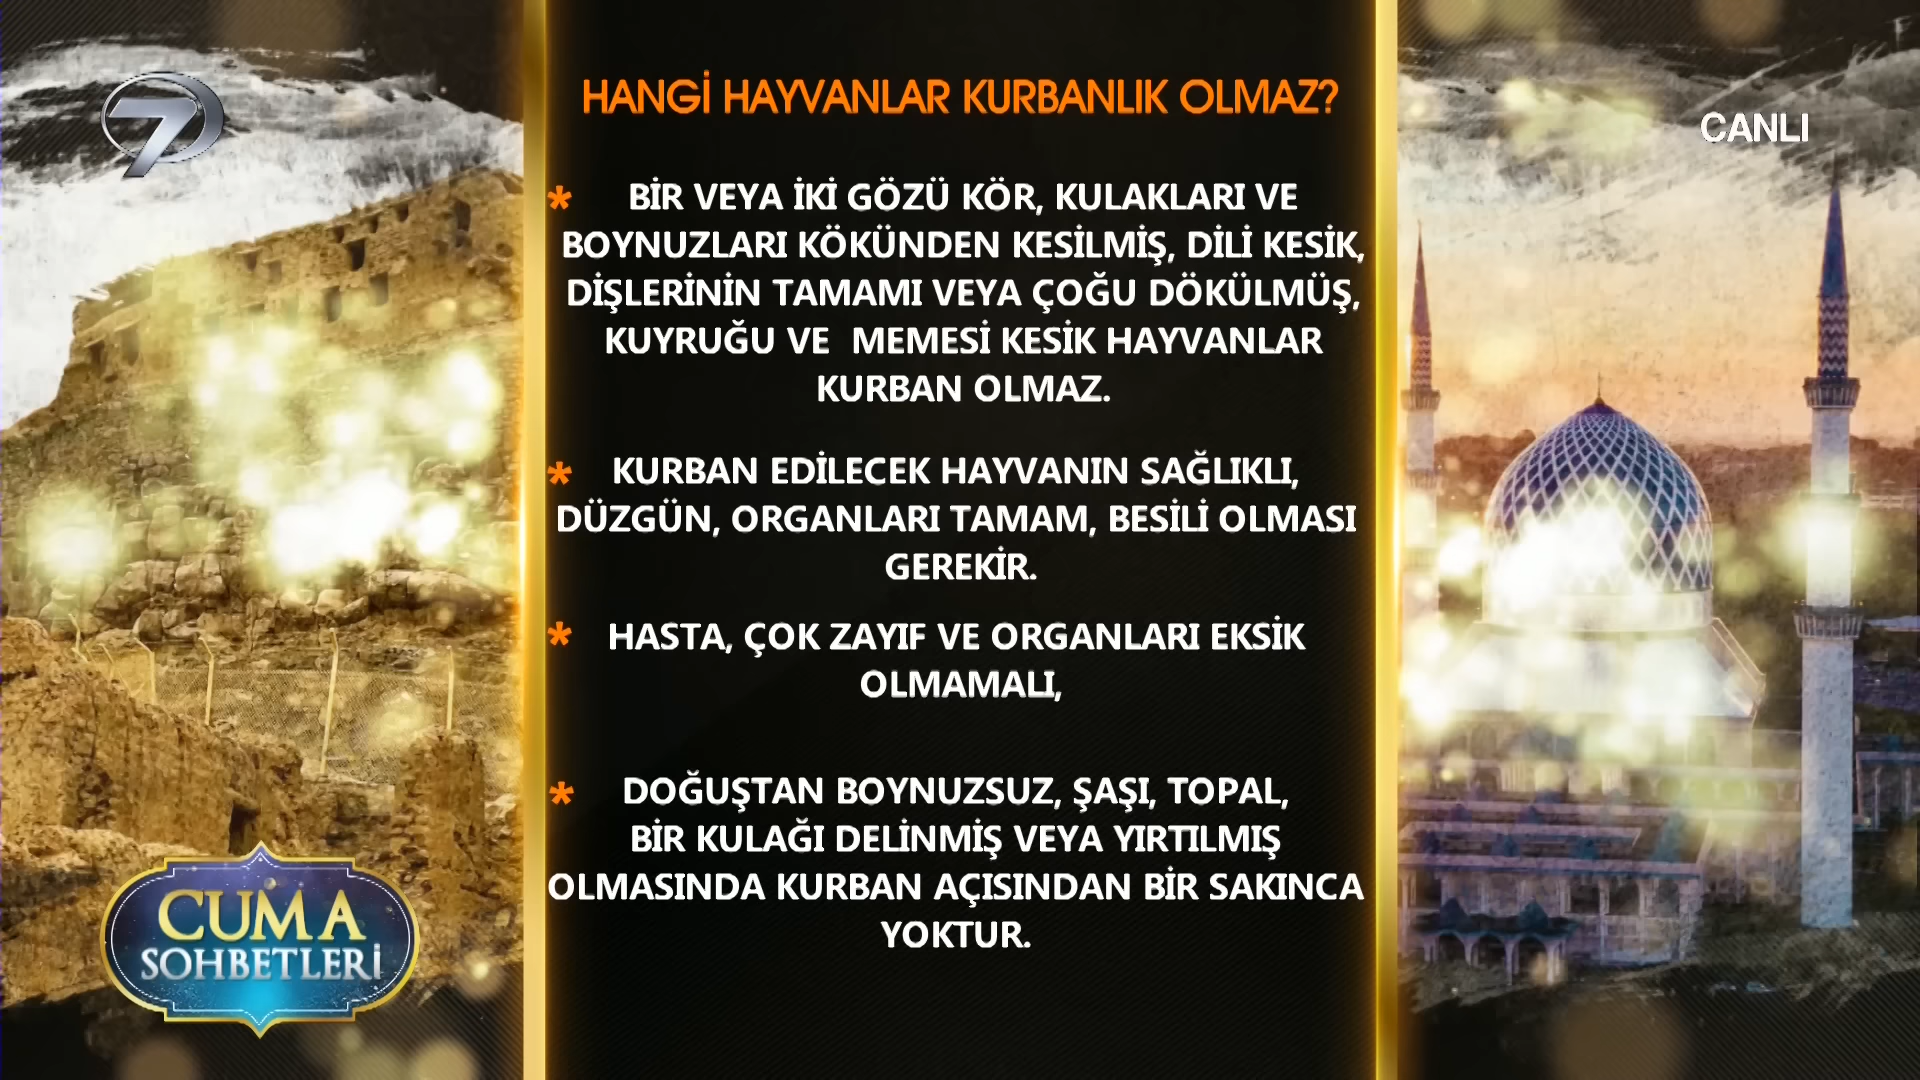 7
CANLI
HANGİ HAYVANLAR KURBANLIK OLMAZ?
* BİR VEYA İKİ GÖZÜ KÖR, KULAKLARI VE
BOYNUZLARI KÖKÜNDEN KESİLMİŞ, DİLİ KESİK,
DİŞLERİNİN TAMAMI VEYA ÇOĞU DÖKÜLMÜŞ,
KUYRUĞU VE MEMESİ KESİK HAYVANLAR
KURBAN OLMAZ.
* KURBAN EDİLECEK HAYVANIN SAĞLIKLI,
DÜZGÜN, ORGANLARI TAMAM, BESİLİ OLMASI
GEREKİR.
* HASTA, ÇOK ZAYIF VE ORGANLARI EKSİK
OLMAMALI,
* DOĞUŞTAN BOYNUZSUZ, ŞAŞI, TOPAL,
BİR KULAĞI DELİNMİŞ VEYA YIRTILMIŞ
OLMASINDA KURBAN AÇISINDAN BİR SAKINCA
YOKTUR.
CUMA
SOHBETLERİ